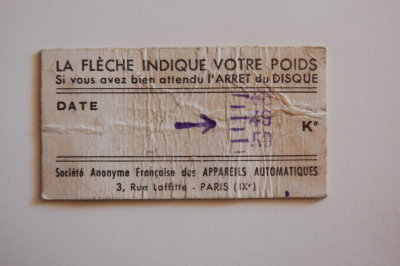 LA FLÈCHE INDIQUE VOTRE POIDS
Si vous avez bien attendu l'ARRET du DISQUE
DATE
K°
Société Anonyme Française des APPAREILS AUTOMATIQUES
3, Rue Laffitte - PARIS (IXe)